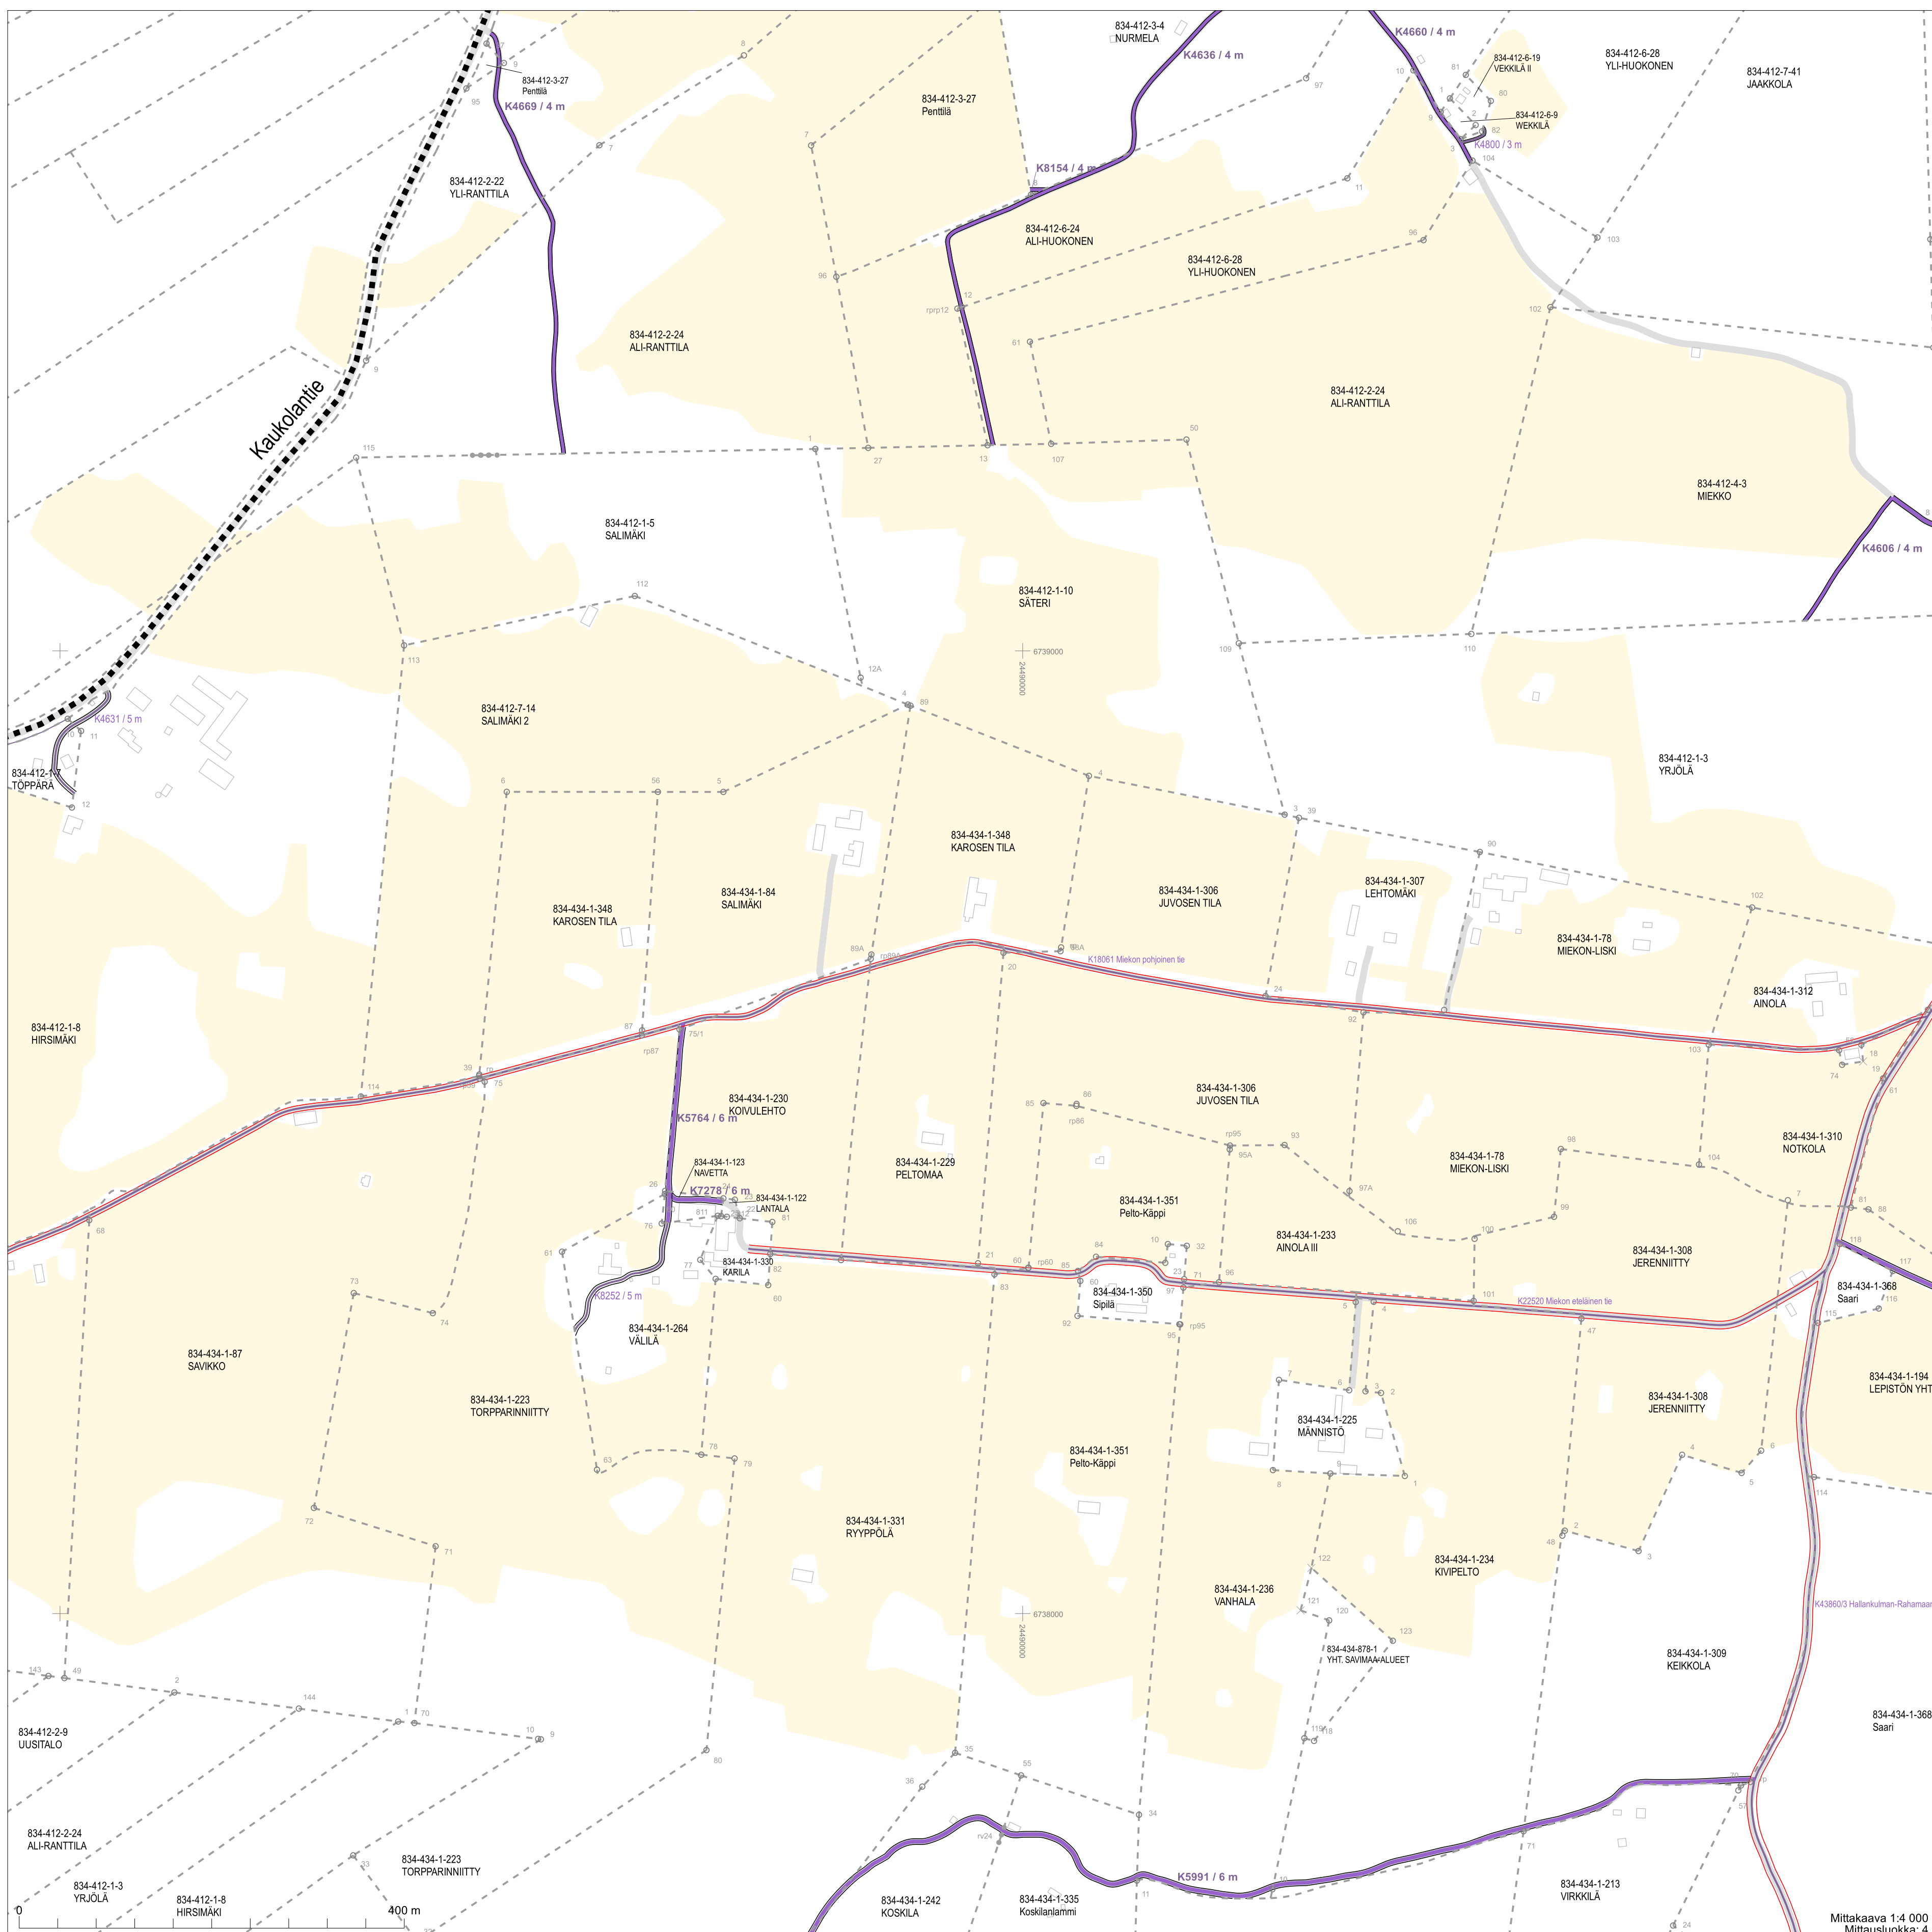 834-412-3-4
NURMELA
K4636 / 4 m
K4660 / 4 m
834-412-6-19
VEKKILÄ II
834-412-6-28
YLI-HUOKONEN
834-412-7-41
JAAKKOLA
834-412-3-27
Penttilä
K4669 / 4 m
834-412-3-27
Penttilä
834-412-6-9
WEKKILÄ
K4800 / 3 m
K8154 / 4 m
834-412-2-22
YLI-RANTTILA
834-412-6-24
ALI-HUOKONEN
834-412-6-28
YLI-HUOKONEN
834-412-2-24
ALI-RANTTILA
834-412-2-24
ALI-RANTTILA
Kaukolantie
834-412-4-3
MIEKKO
834-412-1-5
SALIMÄKI
K4606 / 4 m
834-412-1-10
SÄTERI
6739000
24490000
834-412-7-14
SALIMÄKI 2
K4631 / 5 m
834-412-1-7
TÖPPÄRÄ
834-412-1-3
YRJÖLÄ
834-434-1-348
KAROSEN TILA
834-434-1-84
SALIMÄKI
834-434-1-306
JUVOSEN TILA
834-434-1-307
LEHTOMÄKI
834-434-1-348
KAROSEN TILA
834-434-1-78
MIEKON-LISKI
K18061 Miekon pohjoinen tie
834-434-1-312
AINOLA
834-412-1-8
HIRSIMÄKI
834-434-1-230
KOIVULEHTO
K5764 / 6 m
834-434-1-306
JUVOSEN TILA
834-434-1-310
NOTKOLA
834-434-1-123
NAVETTA
834-434-1-229
PELTOMAA
834-434-1-78
MIEKON-LISKI
K7278 / 6 m
834-434-1-122
LANTALA
834-434-1-351
Pelto-Käppi
834-434-1-233
AINOLA III
834-434-1-308
JERENNIITTY
834-434-1-330
KARILA
834-434-1-350
Sipilä
834-434-1-368
Saari
K8252 / 5 m
K22520 Miekon eteläinen tie
834-434-1-264
VÄLILÄ
834-434-1-87
SAVIKKO
834-434-1-223
TORPPARINNIITTY
834-434-1-194
LEPISTÖN YHT
834-434-1-308
JERENNIITTY
834-434-1-225
MÄNNISTÖ
834-434-1-351
Pelto-Käppi
834-434-1-331
RYYPPÖLÄ
834-434-1-234
KIVIPELTO
834-434-1-236
VANHALA
K43860/3 Hallankulman-Rahamaan
6738000
24490000
834-434-878-1
YHT. SAVIMAA-ALUEET
834-434-1-309
KEIKKOLA
834-412-2-9
UUSITALO
834-434-1-368
Saari
834-412-2-24
ALI-RANTTILA
834-434-1-223
TORPPARINNIITTY
K5991 / 6 m
834-412-1-3
YRJÖLÄ
834-412-1-8
HIRSIMÄKI
834-434-1-242
KOSKILA
834-434-1-335
Koskilanlammi
834-434-1-213
VIRKKILÄ
0
400 m
Mittakaava 1:4 000
Mittausluokka: 4